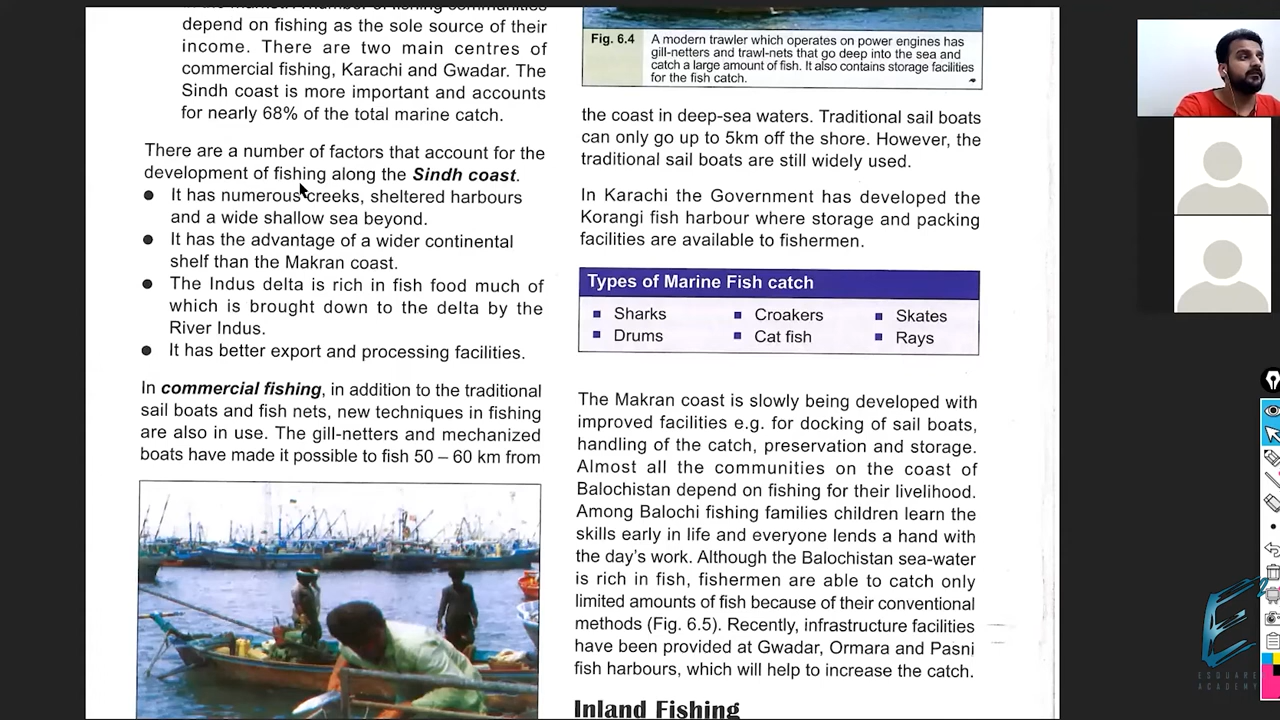 in the market. A number of fishing communities
depend on fishing as the sole source of their
income. There are two main centres of
commercial fishing, Karachi and Gwadar. The
Sindh coast is more important and accounts
for nearly 68% of the total marine catch.
There are a number of factors that account for the
development of fishing along the Sindh coast.
● It has numerous creeks, sheltered harbours
and a wide shallow sea beyond.
● It has the advantage of a wider continental
shelf than the Makran coast.
● The Indus delta is rich in fish food much of
which is brought down to the delta by the
River Indus.
● It has better export and processing facilities.
In commercial fishing, in addition to the traditional
sail boats and fish nets, new techniques in fishing
are also in use. The gill-netters and mechanized
boats have made it possible to fish 50 – 60 km from
Fig. 6.4
A modern trawler which operates on power engines has
gill-netters and trawl-nets that go deep into the sea and
catch a large amount of fish. It also contains storage facilities
for the fish catch.
the coast in deep-sea waters. Traditional sail boats
can only go up to 5km off the shore. However, the
traditional sail boats are still widely used.
In Karachi the Government has developed the
Korangi fish harbour where storage and packing
facilities are available to fishermen.
Types of Marine Fish catch
■ Sharks ■ Croakers ■ Skates
■ Drums ■ Cat fish ■ Rays
The Makran coast is slowly being developed with
improved facilities e.g. for docking of sail boats,
handling of the catch, preservation and storage.
Almost all the communities on the coast of
Balochistan depend on fishing for their livelihood.
Among Balochi fishing families children learn the
skills early in life and everyone lends a hand with
the day's work. Although the Balochistan sea-water
is rich in fish, fishermen are able to catch only
limited amounts of fish because of their conventional
methods (Fig. 6.5). Recently, infrastructure facilities
have been provided at Gwadar, Ormara and Pasni
fish harbours, which will help to increase the catch.
Inland Fishing
E²
ESQUARE
ACADEMY